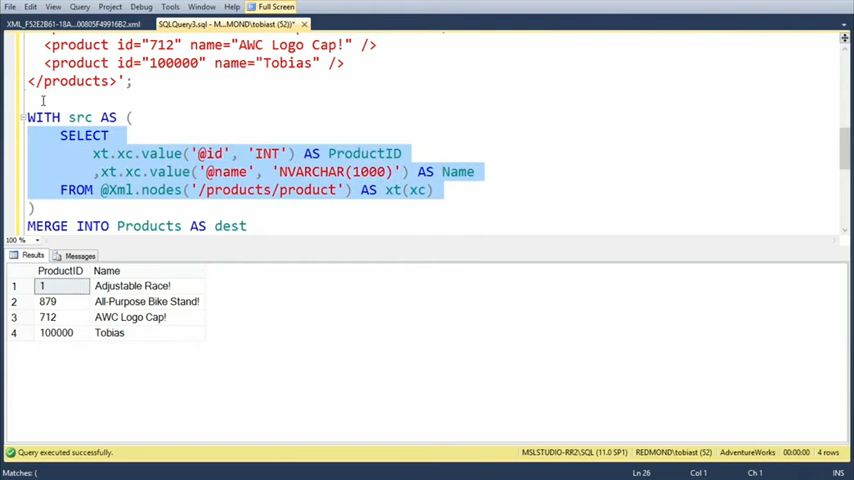 File Edit View Query Project Debug Tools Window Help Full Screen
XML_F52E2B61-18A...805F49916B2.xml SQLQuery3.sql - M...MOND\tobiast (52))* ×
<product id="712" name="AWC Logo Cap!" />
<product id="100000" name="Tobias" />
</products>';
WITH src AS (
SELECT
xt.xc.value('@id', 'INT') AS ProductID
,xt.xc.value('@name', 'NVARCHAR(1000)') AS Name
FROM @Xml.nodes('/products/product') AS xt(xc)
)
MERGE INTO Products AS dest
100 %
Results Messages
ProductID Name
1 1 Adjustable Race!
2 879 All-Purpose Bike Stand!
3 712 AWC Logo Cap!
4 100000 Tobias
Query executed successfully. MSLSTUDIO-RR2\SQL (11.0 SP1) REDMOND\tobiast (52) AdventureWorks 00:00:00 4 rows
Matches: ( Ln 26 Col 1 Ch 1 INS